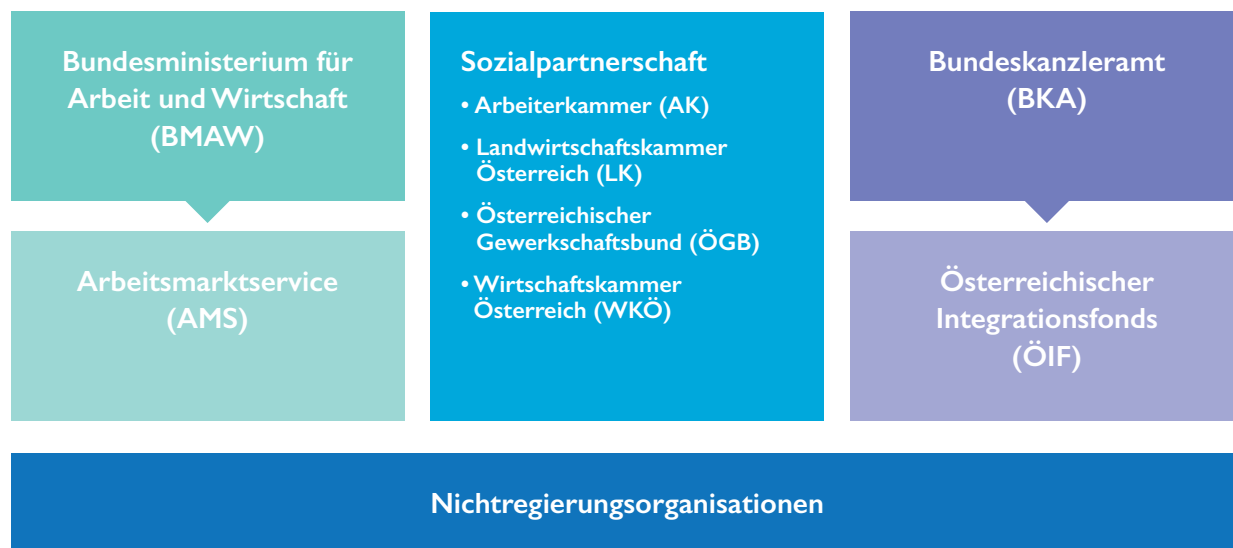 Bundesministerium für
Arbeit und Wirtschaft
(BMAW)
Arbeitsmarktservice
(AMS)
Sozialpartnerschaft
• Arbeiterkammer (AK)
• Landwirtschaftskammer
Österreich (LK)
• Österreichischer
Gewerkschaftsbund (ÖGB)
• Wirtschaftskammer
Österreich (WKÖ)
Bundeskanzleramt
(BKA)
Österreichischer
Integrationsfonds
(ÖIF)
Nichtregierungsorganisationen